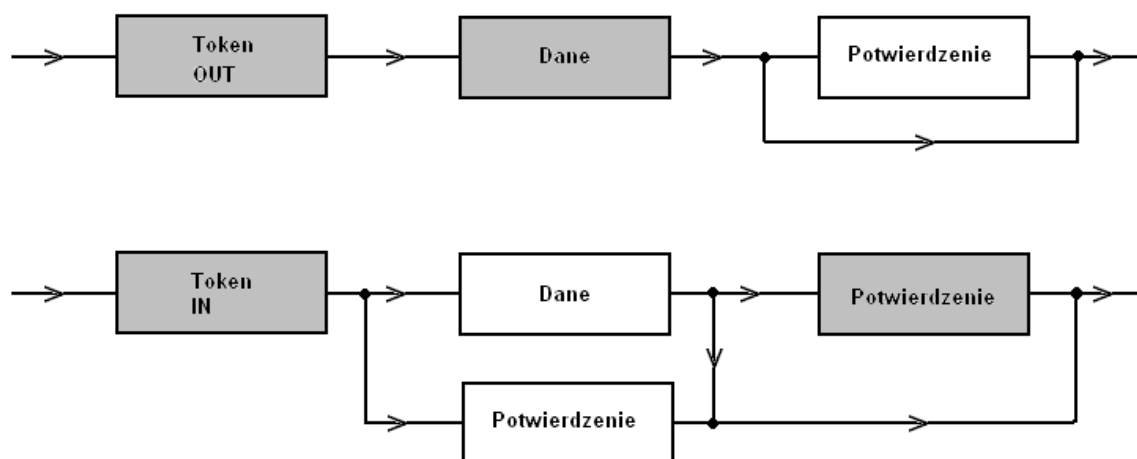 Token
OUT
Dane
Potwierdzenie
Token
IN
Dane
Potwierdzenie
Potwierdzenie